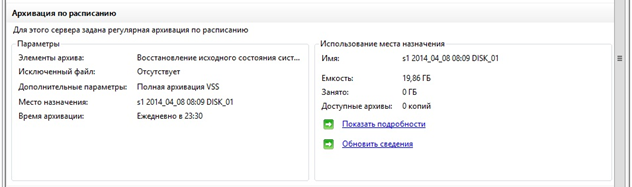 Архивация по расписанию
Для этого сервера задана регулярная архивация по расписанию
Параметры
Элементы архива: Восстановление исходного состояния сист...
Исключенный файл: Отсутствует
Дополнительные параметры: Полная архивация VSS
Место назначения: s1 2014_04_08 08:09 DISK_01
Время архивации: Ежедневно в 23:30
Использование места назначения
Имя: s1 2014_04_08 08:09 DISK_01
Емкость: 19,86 ГБ
Занято: 0 ГБ
Доступные архивы: 0 копий
Показать подробности
Обновить сведения